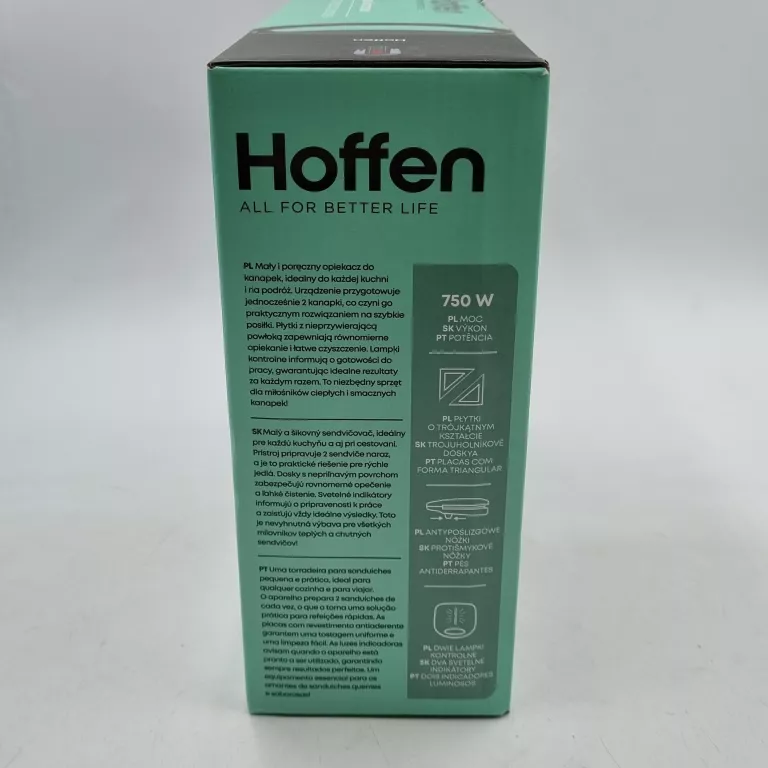 Hoffen
Hoffen
ALL FOR BETTER LIFE
PL Mały i poręczny opiekacz do
kanapek, idealny do każdej kuchni
i na podróż. Urządzenie przygotowuje
jednocześnie 2 kanapki, co czyni go
praktycznym rozwiązaniem na szybkie
posiłki. Płytki z nieprzywierającą
powłoką zapewniają równomierne
opiekanie i łatwe czyszczenie. Lampki
kontrolne informują o gotowości do
pracy, gwarantując idealne rezultaty
za każdym razem. To niezbędny sprzęt
dla miłośników ciepłych i smacznych
kanapek!
SK Malý a šikovný sendvičovač, ideálny
pre každú kuchyňu a aj pri cestovaní.
Prístroj pripravuje 2 sendviče naraz,
a je to praktické riešenie pre rýchle
jedlá. Dosky s nepriľnavým povrchom
zabezpečujú rovnomerné opečenie
a ľahké čistenie. Svetelné indikátory
informujú o pripravenosti k práce
a zaisťujú vždy ideálne výsledky. Toto
je nevyhnutná výbava pre všetkých
milovníkov teplých a chutných
sendvičov!
PT Uma torradeira para sanduiches
pequena e prática, ideal para
qualquer cozinha e para viajar.
O aparelho prepara 2 sanduiches de
cada vez, o que a torna uma solução
prática para refeições rápidas. As
placas com revestimento antiaderente
garantem uma tostagem uniforme e
uma limpeza fácil. As luzes indicadoras
avisam quando o aparelho está
pronto a ser utilizado, garantindo
sempre resultados perfeitos. Um
equipamento essencial para os
amantes de sanduiches quentes
e saborosas!
750 W
PL MOC
SK VÝKON
PT POTÊNCIA
PL PŁYTKI
O TRÓJKĄTNYM
KSZTAŁCIE
SK TROJUHOLNÍKOVÉ
DOSKY A
PT PLACAS COM
FORMA TRIANGULAR
PL ANTYPOŚLIZGOWE
NÓŻKI
SK PROTIŠMYKOVÉ
NÔŽKY
PT PÉS
ANTIDERRAPANTES
PL DWIE LAMPKI
KONTROLNE
SK DVA SVETELNÉ
INDIKÁTORY
PT DOIS INDICADORES
LUMINOSOS